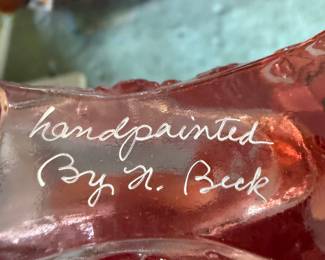 handpainted
By N. Beck